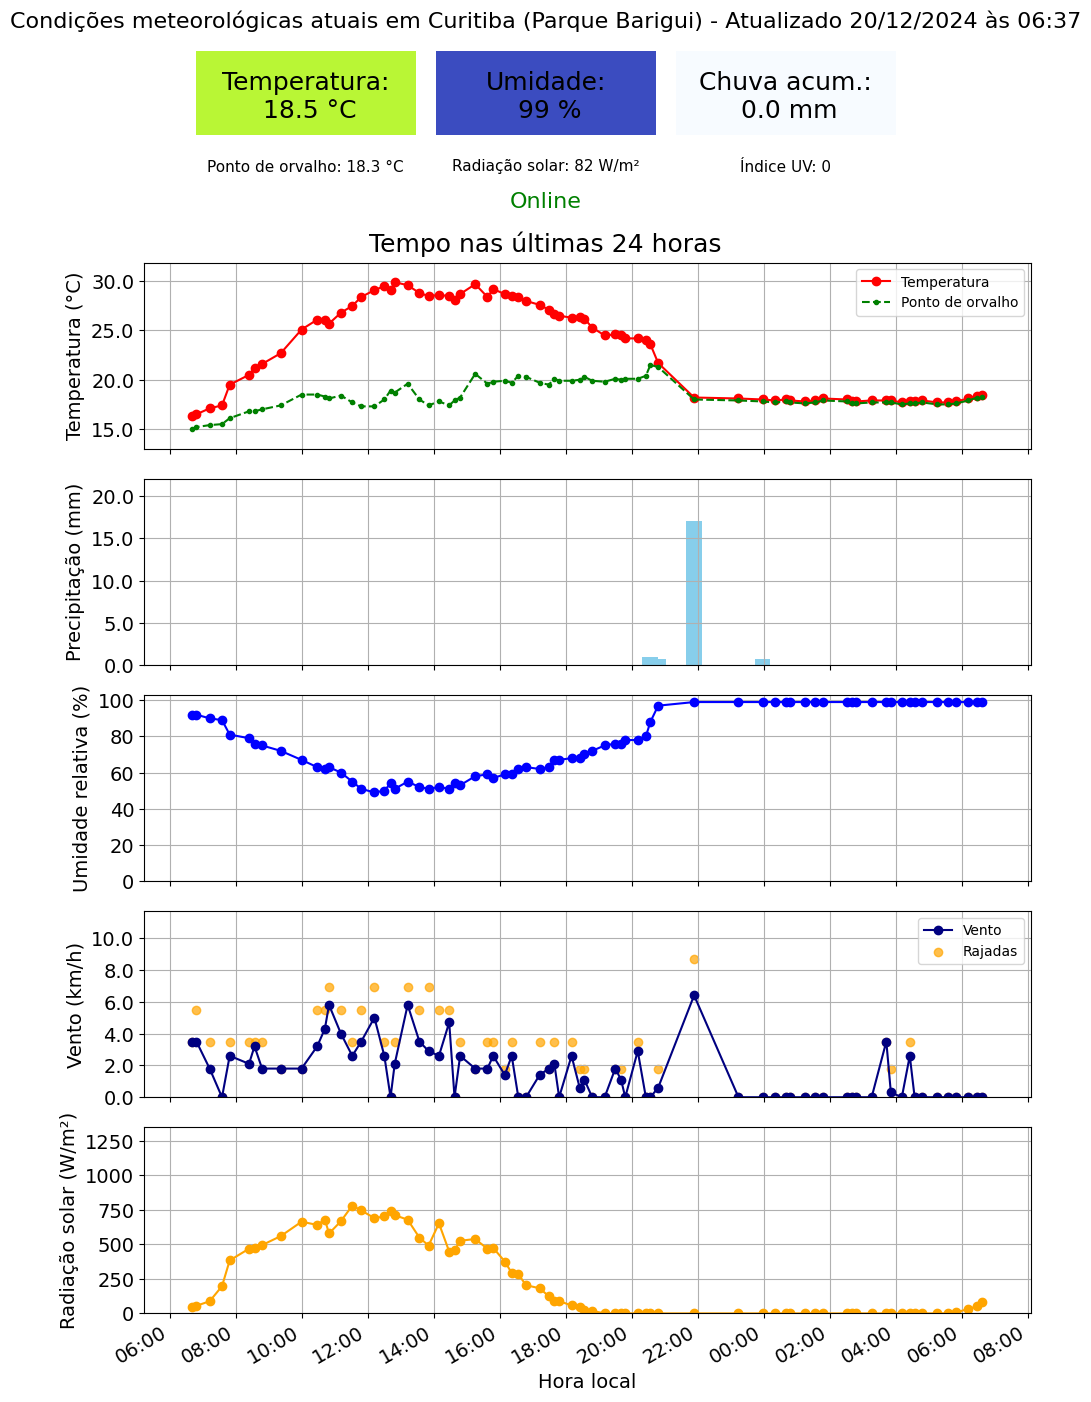 Condições meteorológicas atuais em Curitiba (Parque Barigui) - Atualizado 20/12/2024 às 06:37
Temperatura:
18.5 °C
Umidade:
99 %
Chuva acum.:
0.0 mm
Ponto de orvalho: 18.3 °C
Radiação solar: 82 W/m²
Índice UV: 0
Online
Tempo nas últimas 24 horas
Temperatura (°C)
30.0
25.0
20.0
15.0
Temperatura
Ponto de orvalho
Precipitação (mm)
20.0
15.0
10.0
5.0
0.0
Umidade relativa (%)
100
80
60
40
20
0
Vento (km/h)
10.0
8.0
6.0
4.0
2.0
0.0
Vento
Rajadas
Radiação solar (W/m²)
1250
1000
750
500
250
0
06:00
08:00
10:00
12:00
14:00
16:00
18:00
20:00
22:00
00:00
02:00
04:00
06:00
08:00
Hora local